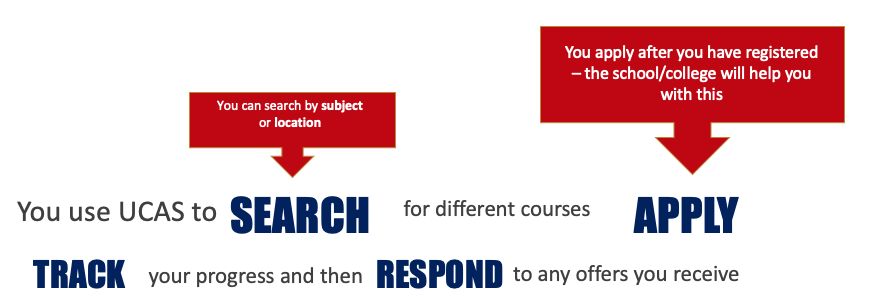 You apply after you have registered
– the school/college will help you
with this
You can search by subject
or location
You use UCAS to SEARCH for different courses APPLY
TRACK your progress and then RESPOND to any offers you receive